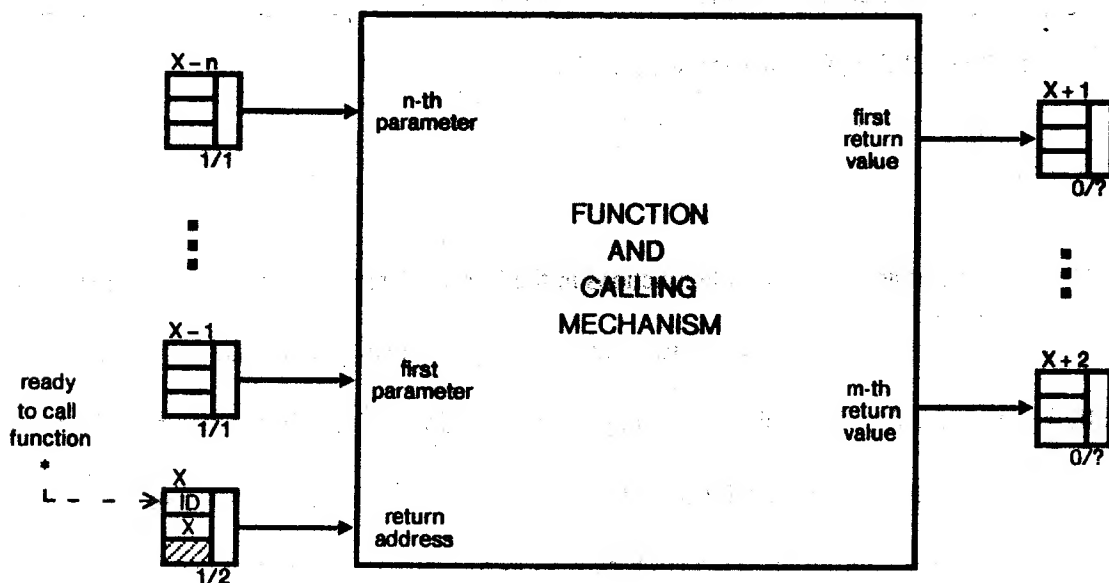 X – n
1/1
n-th
parameter
X – 1
1/1
first
parameter
ready
to call
function
*
X
ID
X
1/2
return
address
FUNCTION
AND
CALLING
MECHANISM
first
return
value
X + 1
0/?
m-th
return
value
X + 2
0/?